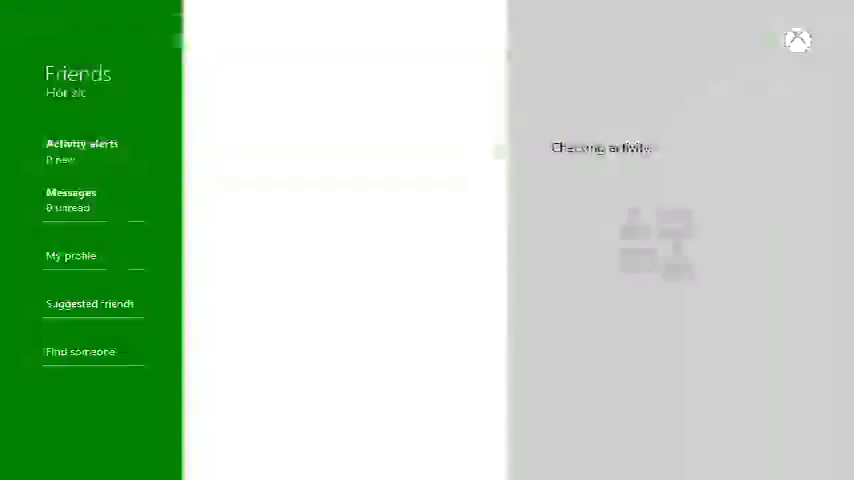 Friends
Activity alerts
0 new
Messages
0 unread
My profile
Suggested friends
Find someone
Checking activity